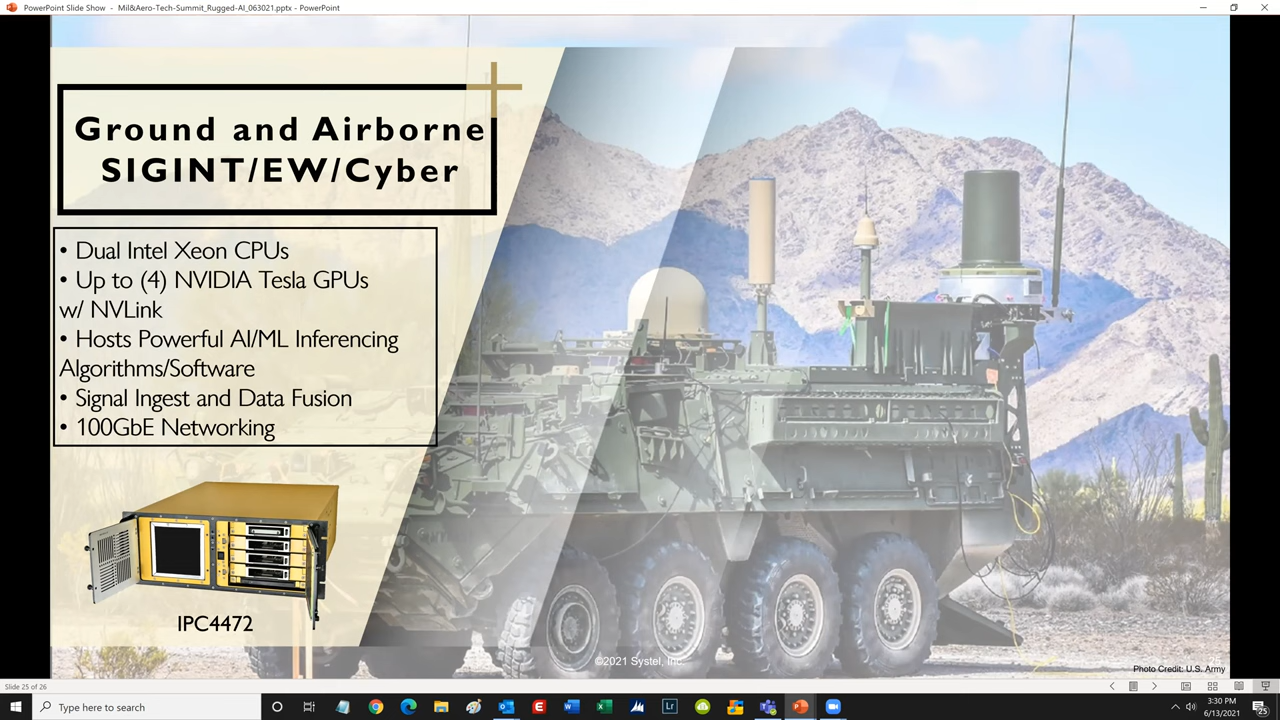 PowerPoint Slide Show - Mil&Aero-Tech-Summit_Rugged-AI_063021.pptx - PowerPoint
Ground and Airborne
SIGINT/EW/Cyber
• Dual Intel Xeon CPUs
• Up to (4) NVIDIA Tesla GPUs
w/ NVLink
• Hosts Powerful AI/ML Inferencing
Algorithms/Software
• Signal Ingest and Data Fusion
• 100GbE Networking
IPC4472
©2021 Systel, Inc.
Photo Credit: U.S. Army
Slide 25 of 26
Type here to search
3:30 PM
6/13/2021
25